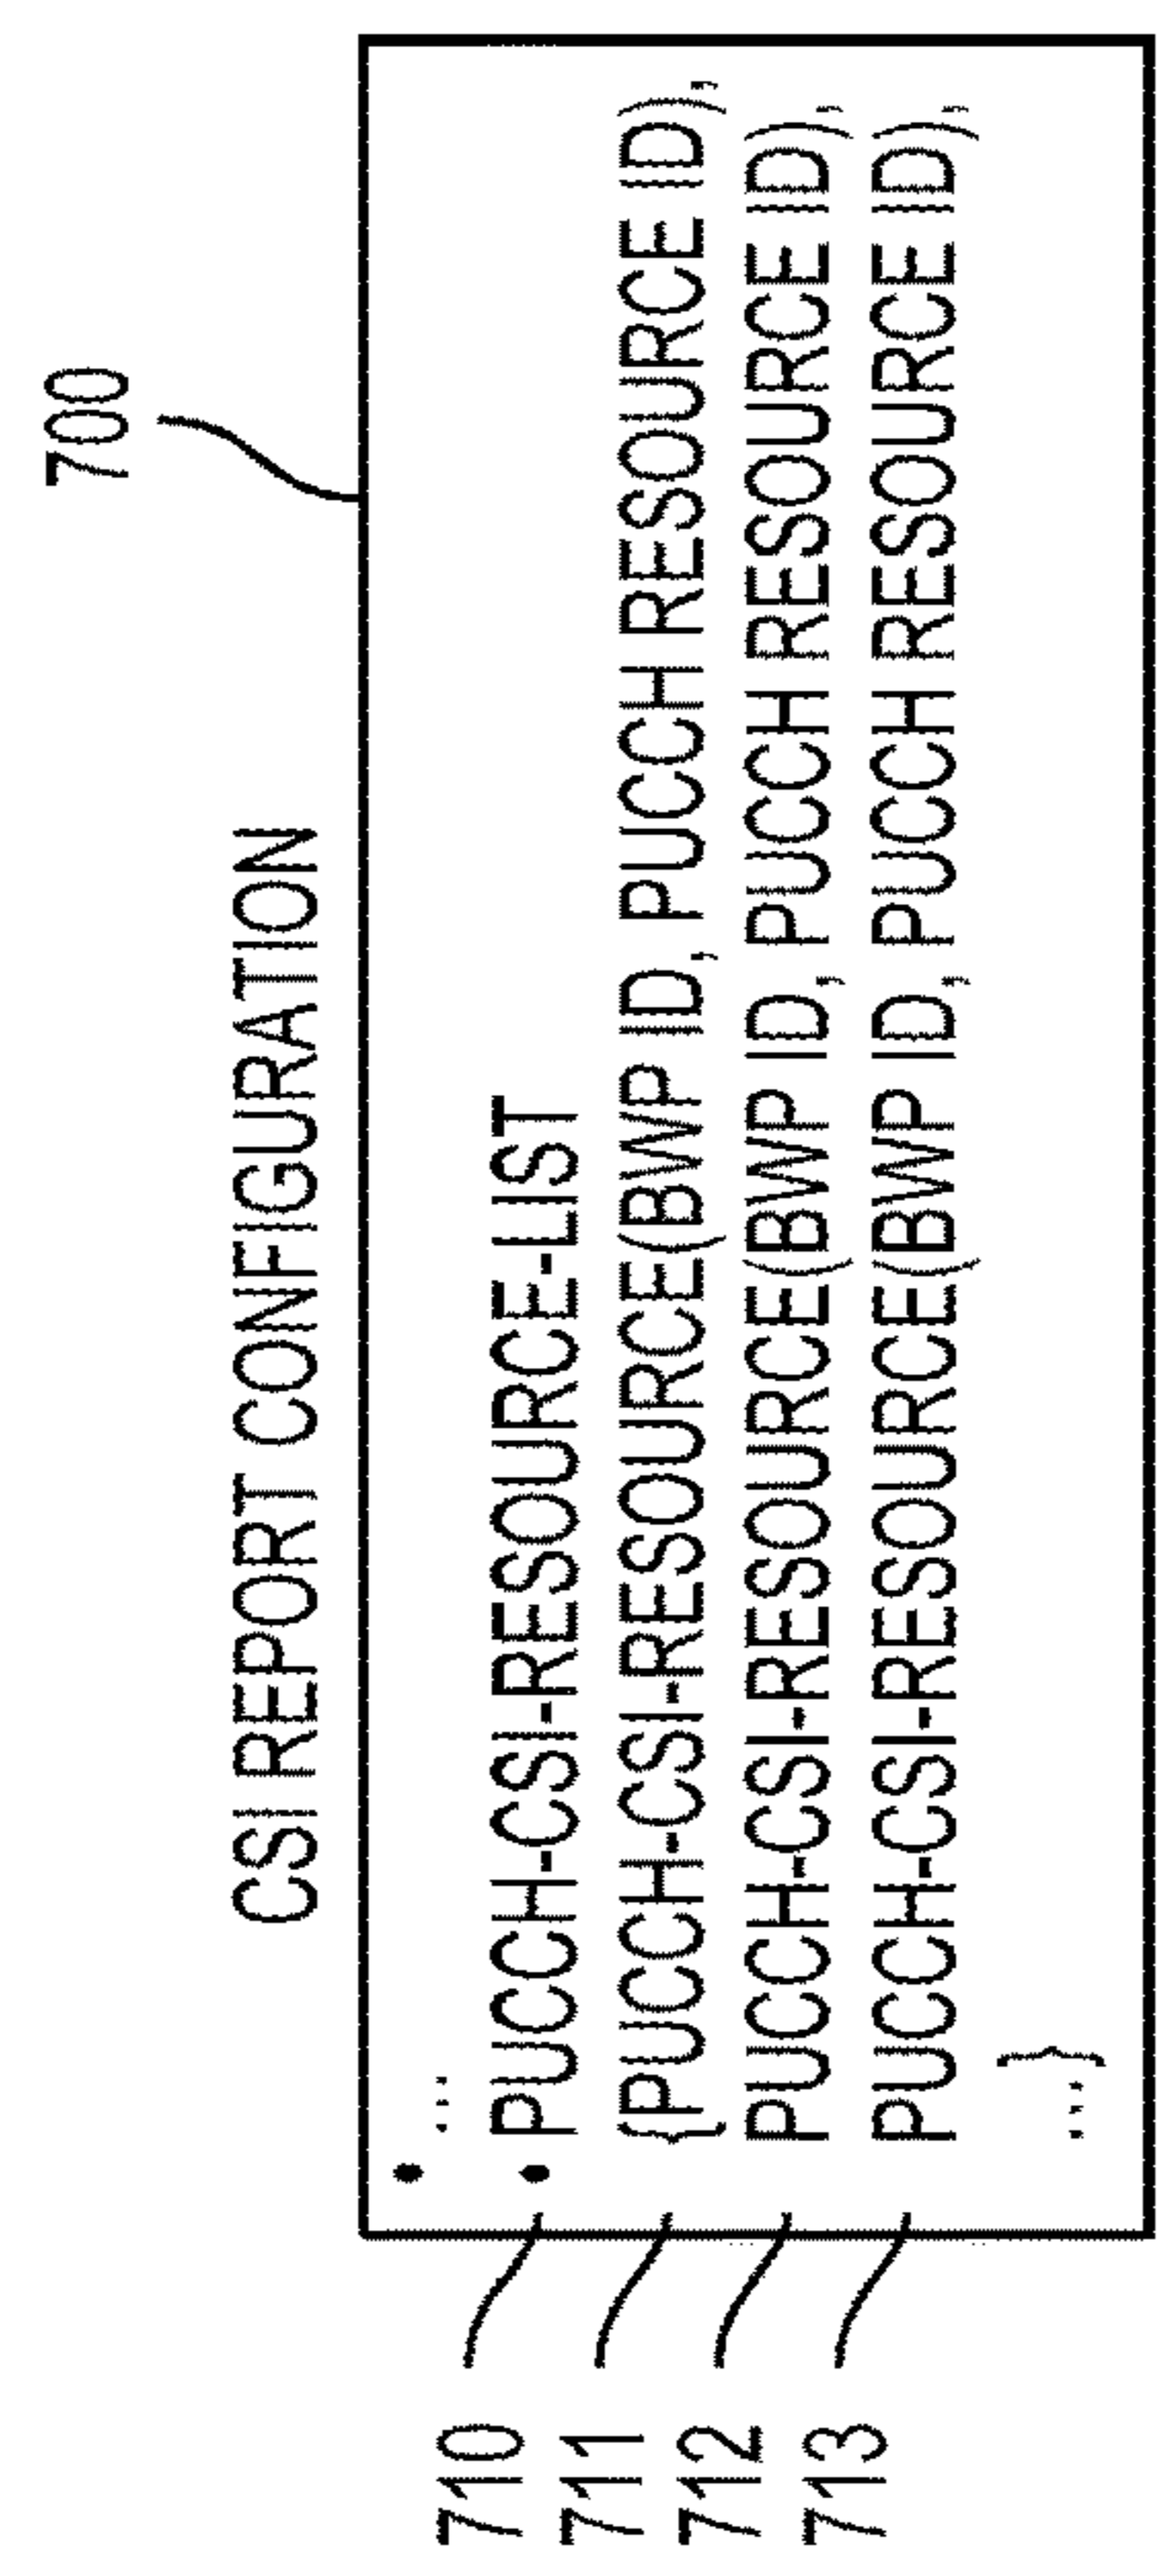 700
CSI REPORT CONFIGURATION
• ...
710 • PUCCH-CSI-RESOURCE-LIST
711 {PUCCH-CSI-RESOURCE(BWP ID, PUCCH RESOURCE ID),
712 PUCCH-CSI-RESOURCE(BWP ID, PUCCH RESOURCE ID),
713 PUCCH-CSI-RESOURCE(BWP ID, PUCCH RESOURCE ID),
... }